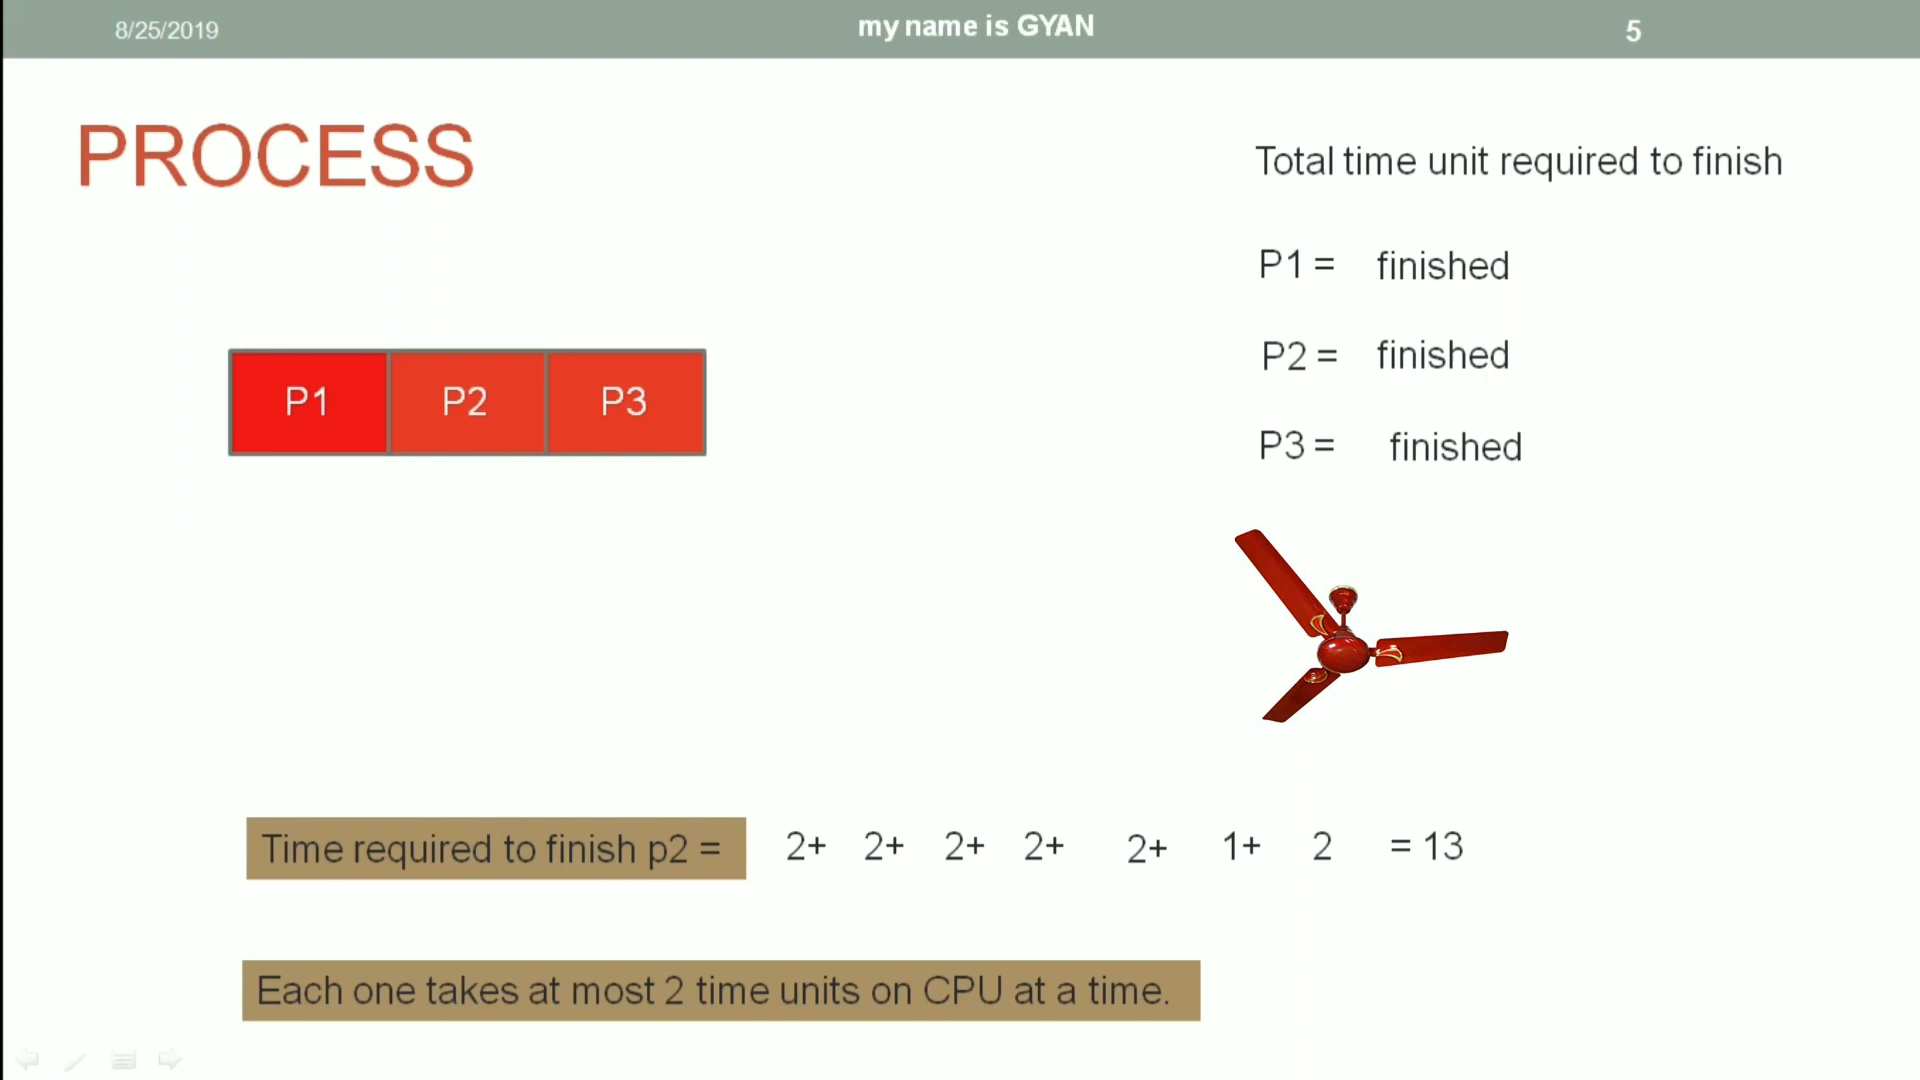 8/25/2019
my name is GYAN
5
PROCESS
Total time unit required to finish
P1 = finished
P2 = finished
P3 = finished
P1 P2 P3
Time required to finish p2 = 2+ 2+ 2+ 2+ 2+ 1+ 2 = 13
Each one takes at most 2 time units on CPU at a time.